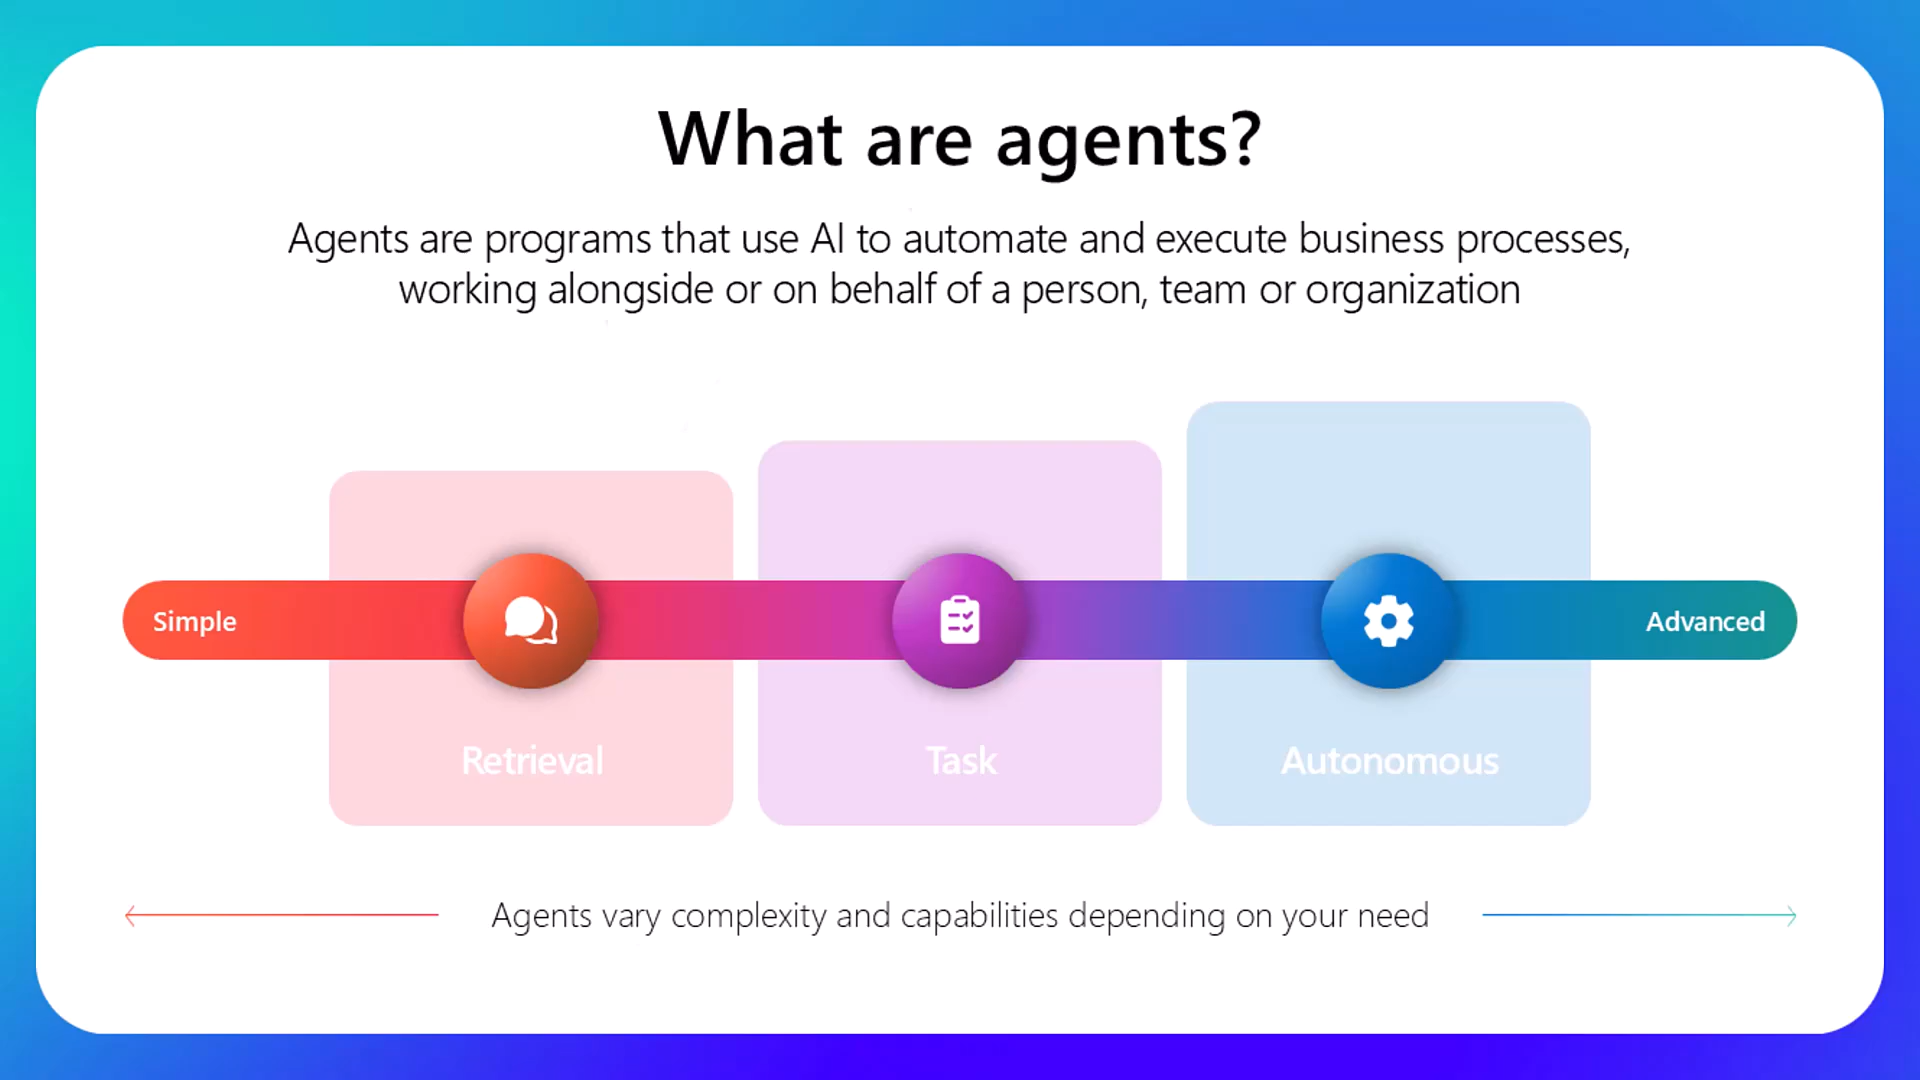 What are agents?
Agents are programs that use AI to automate and execute business processes,
working alongside or on behalf of a person, team or organization
Simple
Advanced
Retrieval
Task
Autonomous
Agents vary complexity and capabilities depending on your need